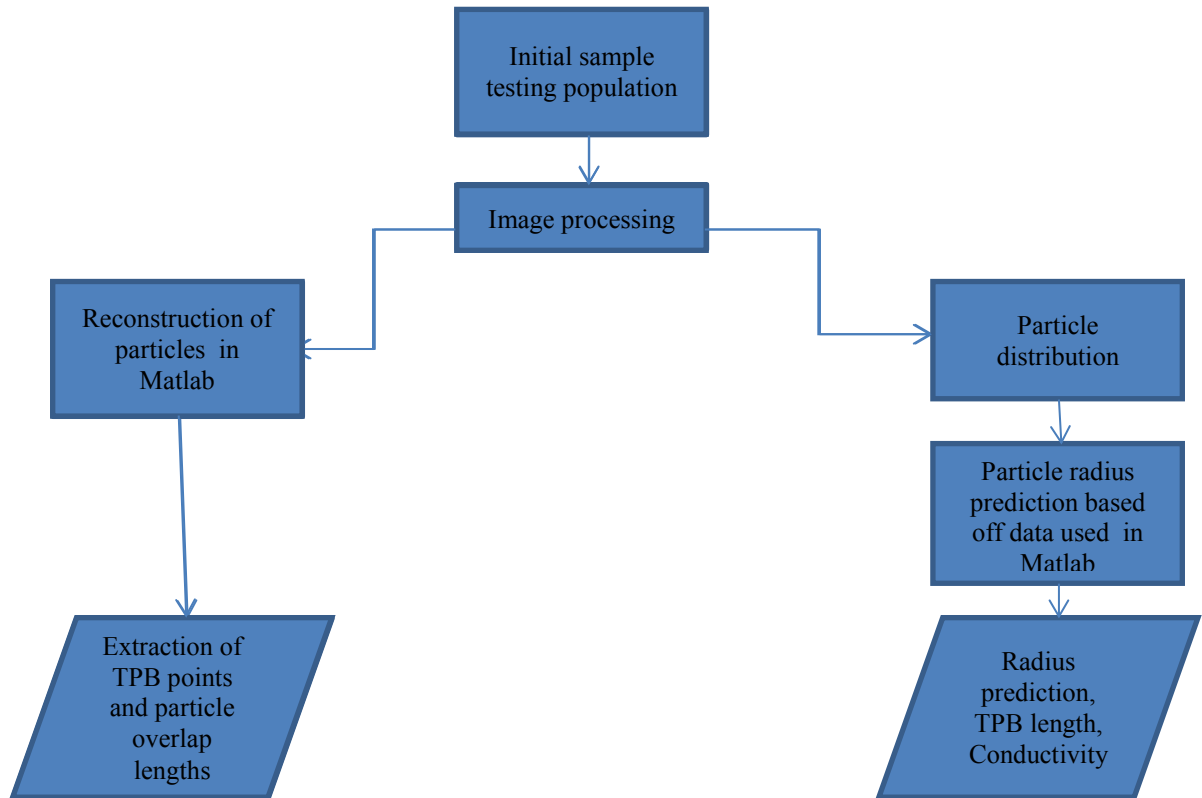 Initial sample
testing population
Image processing
Reconstruction of
particles in
Matlab
Particle
distribution
Particle radius
prediction based
off data used in
Matlab
Extraction of
TPB points
and particle
overlap
lengths
Radius
prediction,
TPB length,
Conductivity